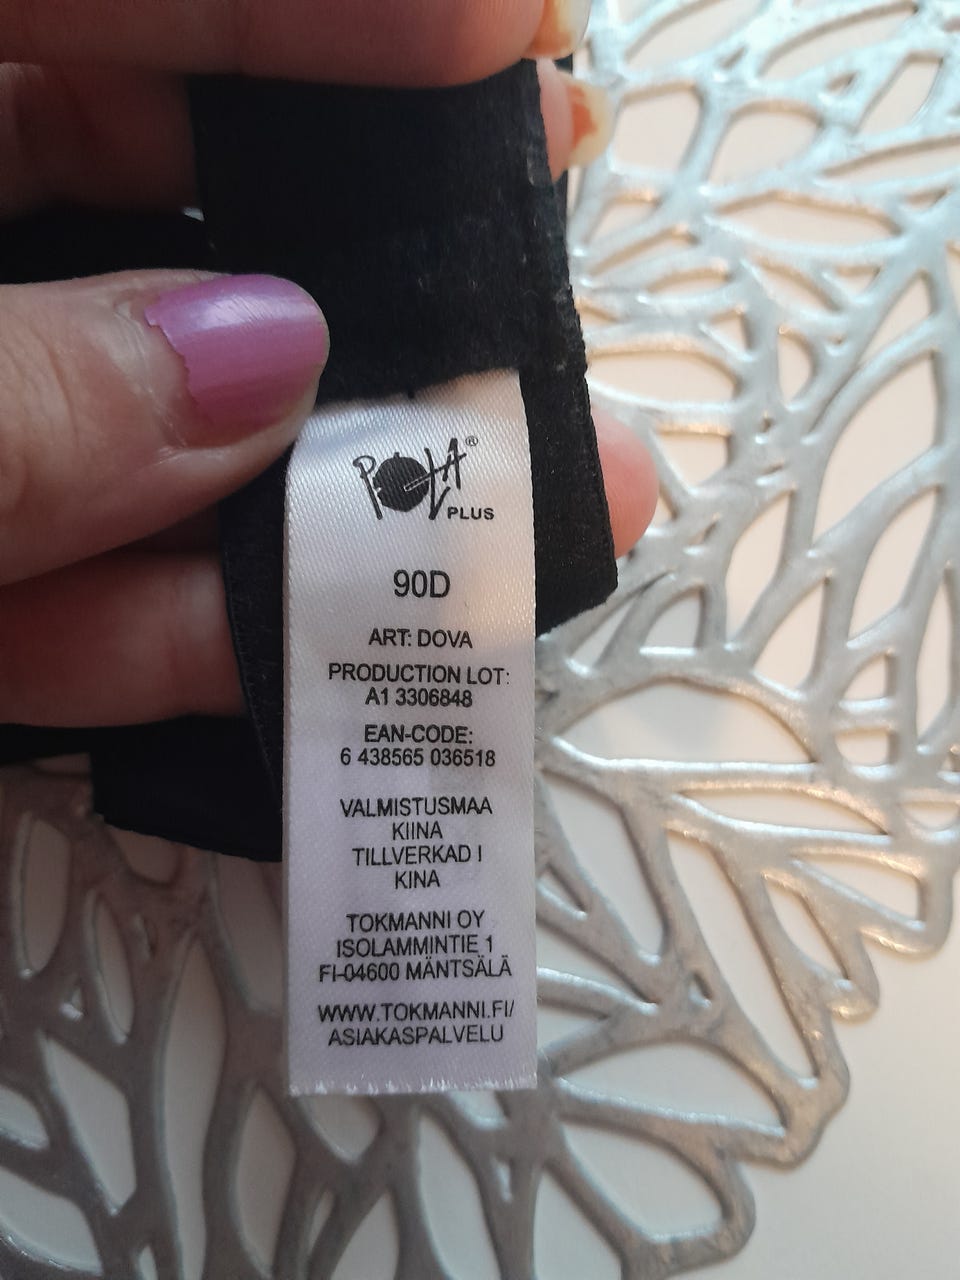 POLA®
PLUS
90D
ART: DOVA
PRODUCTION LOT:
A1 3306848
EAN-CODE:
6 438565 036518
VALMISTUSMAA
KIINA
TILLVERKAD I
KINA
TOKMANNI OY
ISOLAMMINTIE 1
FI-04600 MÄNTSÄLÄ
WWW.TOKMANNI.FI/
ASIAKASPALVELU